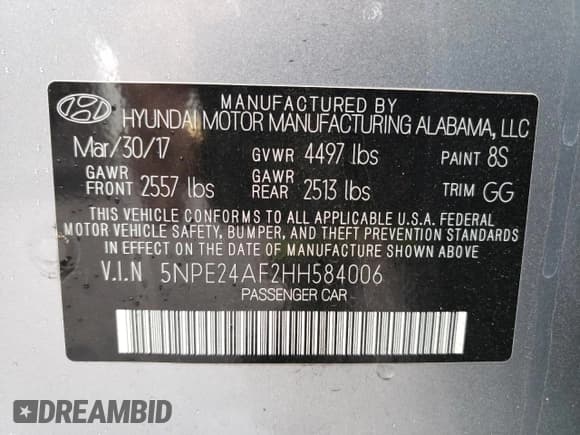 MANUFACTURED BY
HYUNDAI MOTOR MANUFACTURING ALABAMA, LLC
Mar/30/17 GVWR 4497 lbs PAINT 8S
GAWR FRONT 2557 lbs GAWR REAR 2513 lbs TRIM GG
THIS VEHICLE CONFORMS TO ALL APPLICABLE U.S.A. FEDERAL
MOTOR VEHICLE SAFETY, BUMPER, AND THEFT PREVENTION STANDARDS
IN EFFECT ON THE DATE OF MANUFACTURE SHOWN ABOVE.
V.I.N 5NPE24AF2HH584006
PASSENGER CAR
DREAMBID